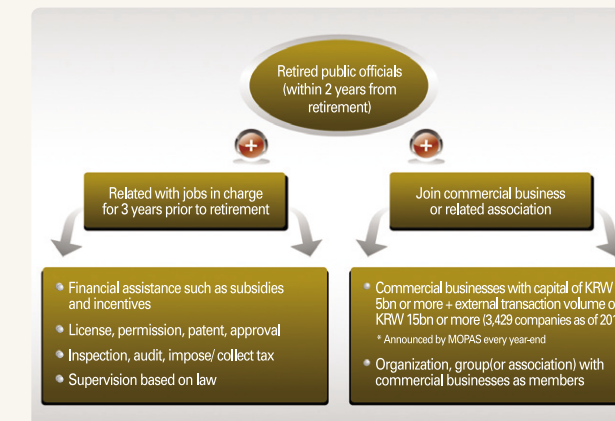 Retired public officials
(within 2 years from
retirement)
Related with jobs in charge
for 3 years prior to retirement
Join commercial business
or related association
Financial assistance such as subsidies
and incentives
License, permission, patent, approval
Inspection, audit, impose/ collect tax
Supervision based on law
Commercial businesses with capital of KRW
5bn or more + external transaction volume
KRW 15bn or more (3,429 companies as of
* Announced by MOPAS every year-end
Organization, group(or association) with
commercial businesses as members